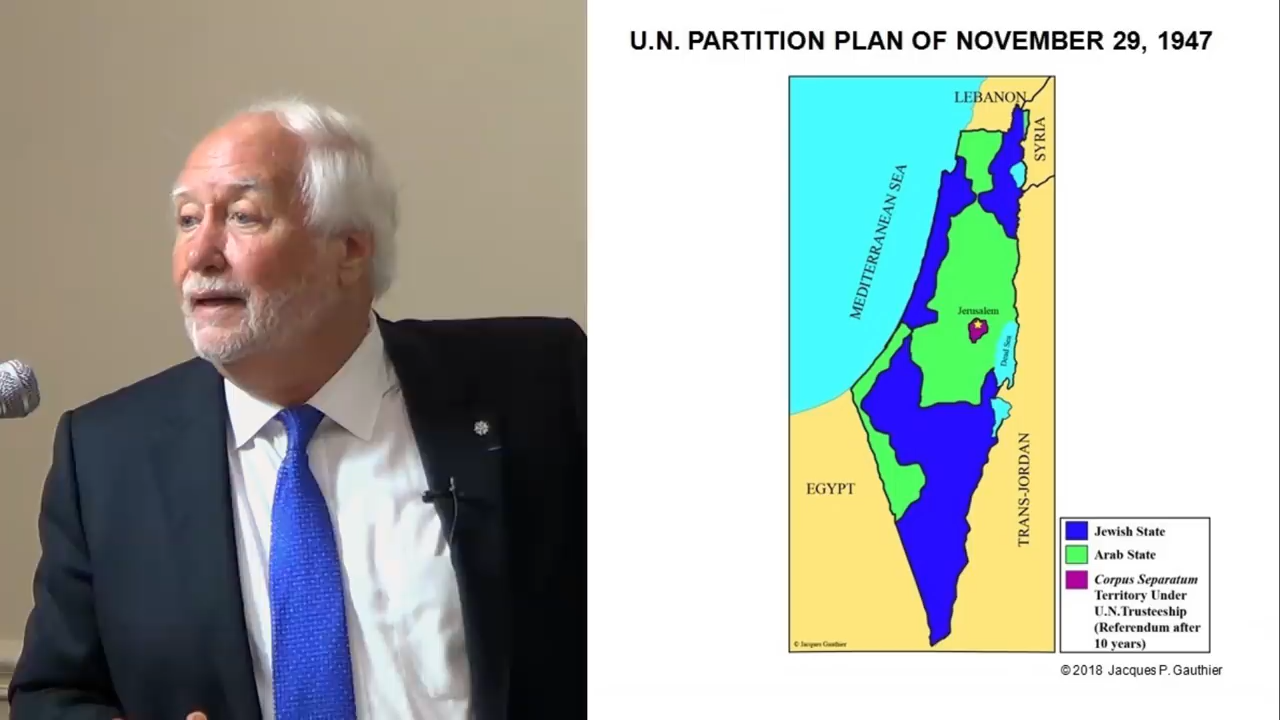 U.N. PARTITION PLAN OF NOVEMBER 29, 1947
LEBANON
SYRIA
MEDITERRANEAN SEA
Jerusalem
Dead Sea
EGYPT
TRANS-JORDAN
Jewish State
Arab State
Corpus Separatum
Territory Under
U.N.Trusteeship
(Referendum after
10 years)
© Jacques Gauthier
©2018 Jacques P. Gauthier